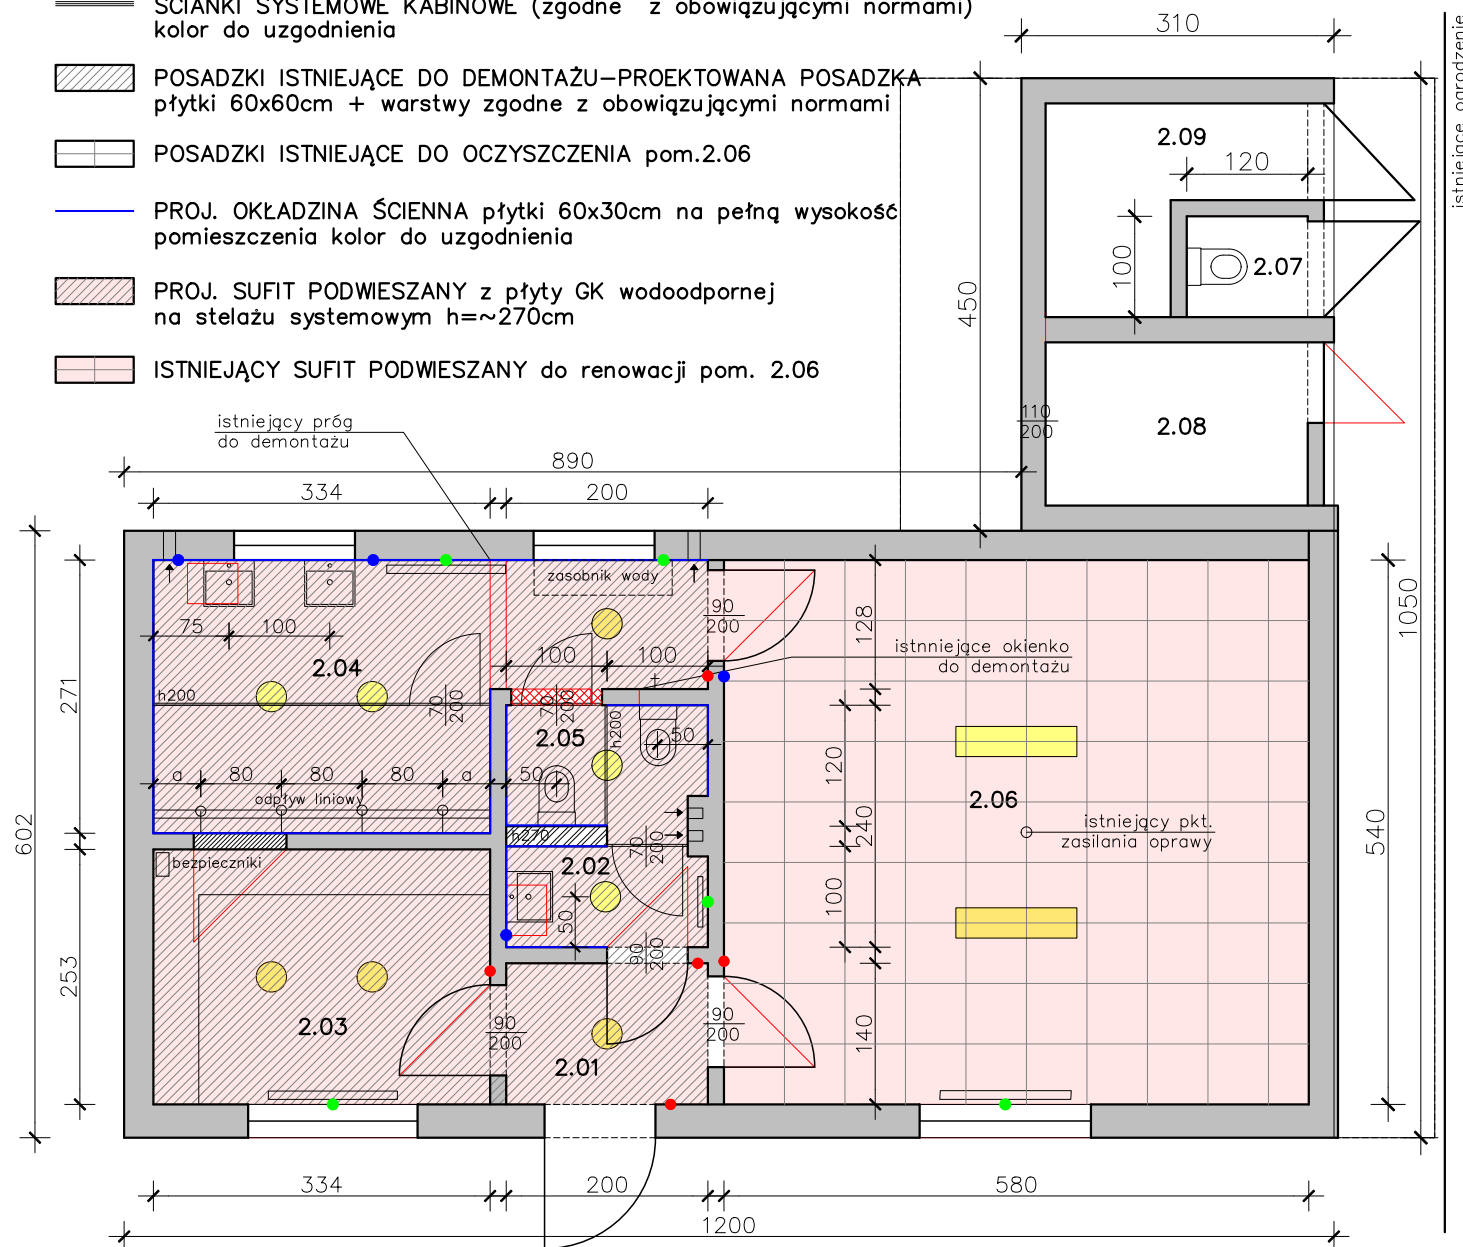 ŚCIANKI SYSTEMOWE KABINOWE (zgodne z obowiązującymi normami)
kolor do uzgodnienia
POSADZKI ISTNIEJĄCE DO DEMONTAŻU-PROEKTOWANA POSADZKA
płytki 60x60cm + warstwy zgodne z obowiązującymi normami
POSADZKI ISTNIEJĄCE DO OCZYSZCZENIA pom.2.06
PROJ. OKŁADZINA ŚCIENNA płytki 60x30cm na pełną wysokość
pomieszczenia kolor do uzgodnienia
PROJ. SUFIT PODWIESZANY z płyty GK wodoodpornej
na stelażu systemowym h=~270cm
ISTNIEJĄCY SUFIT PODWIESZANY do renowacji pom. 2.06
310
istniejące ogrodzenie
2.09
120
100
2.07
450
110
200
2.08
istniejący próg
do demontażu
890
334
200
zasobnik wody
75
100
2.04
100
100
90
200
128
istnniejące okienko
do demontażu
1050
271
h200
70
200
70
200
2.05
h200
50
a
80
80
80
a
50
odpływ liniowy
120
240
2.06
istniejący pkt.
zasilania oprawy
602
540
h270
70
200
bezpieczniki
2.02
50
100
90
200
253
2.03
90
200
90
200
140
2.01
334
200
580
1200